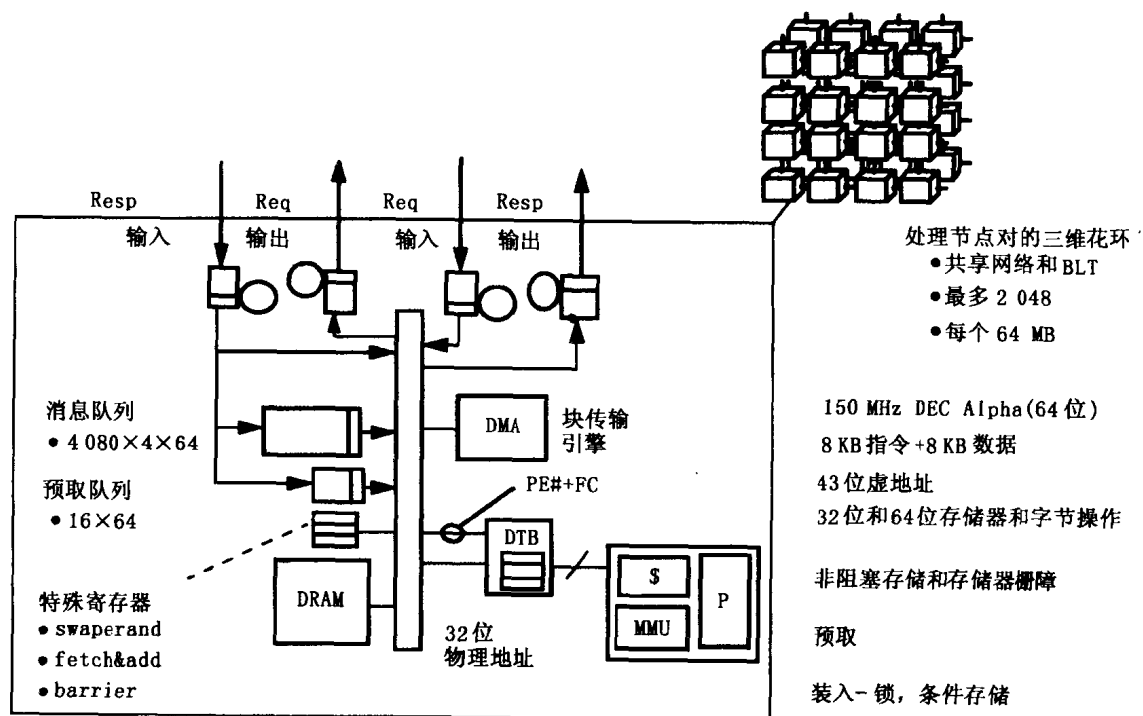 Resp
Req
Req
Resp
输入
输出
输入
输出
处理节点对的三维花环
●共享网络和BLT
●最多2 048
●每个 64 MB
消息队列
● 4 080×4×64
预取队列
● 16×64
DMA
块传输
引擎
PE#+FC
DTB
DRAM
32位
物理地址
$
MMU
P
特殊寄存器
● swaperand
● fetch&add
● barrier
150 MHz DEC Alpha(64位)
8 KB指令+8 KB数据
43位虚地址
32位和64位存储器和字节操作
非阻塞存储和存储器栅障
预取
装入-锁,条件存储